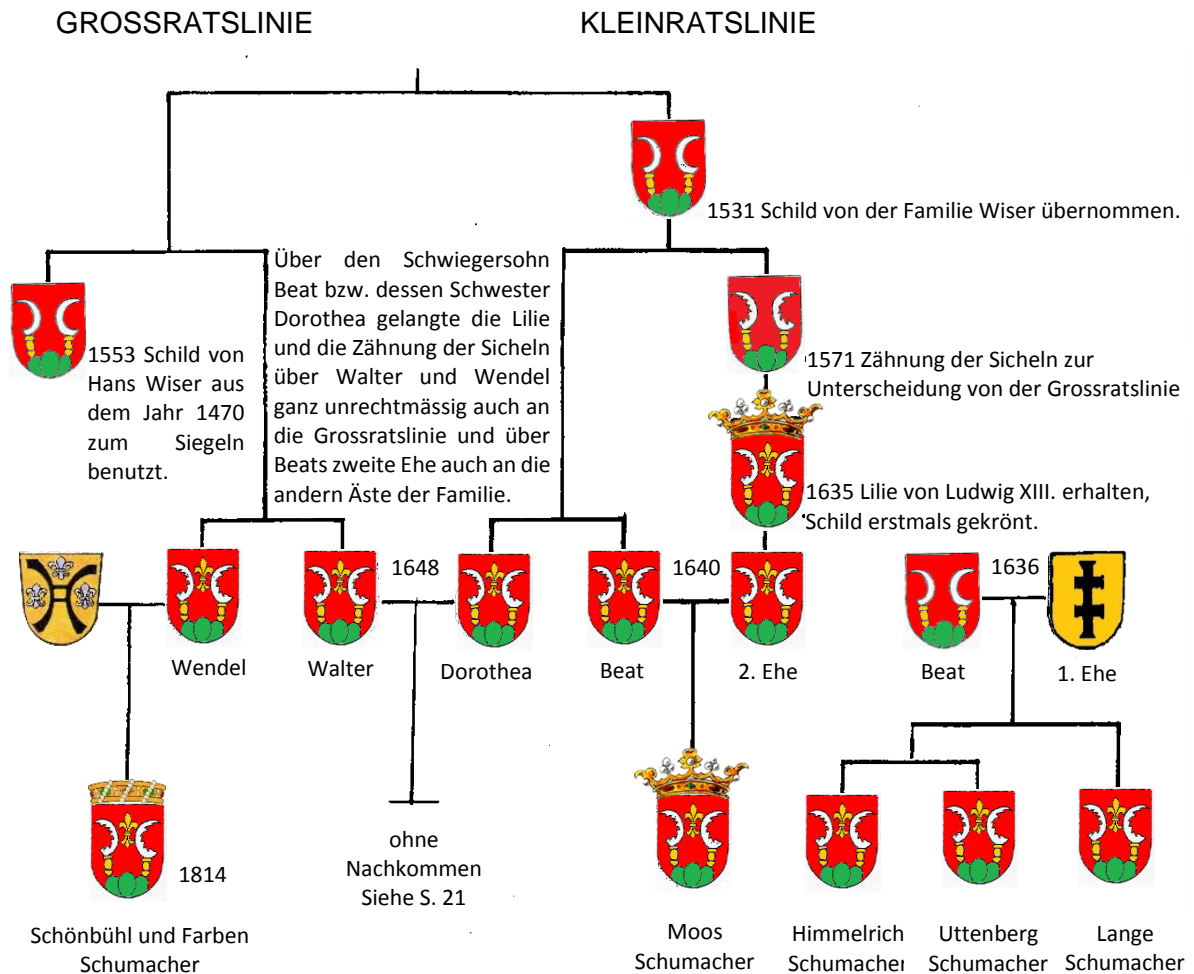 GROSSRATSLINIE
KLEINRATSLINIE
1531 Schild von der Familie Wiser übernommen.
1553 Schild von
Hans Wiser aus
dem Jahr 1470
zum Siegeln
benutzt.
Über den Schwiegersohn
Beat bzw. dessen Schwester
Dorothea gelangte die Lilie
und die Zähnung der Sicheln
über Walter und Wendel
ganz unrechtmässig auch an
die Grossratslinie und über
Beats zweite Ehe auch an die
andern Äste der Familie.
1571 Zähnung der Sicheln zur
Unterscheidung von der Grossratslinie
1635 Lilie von Ludwig XIII. erhalten,
Schild erstmals gekrönt.
1648
1640
1636
Wendel
Walter
Dorothea
Beat
2. Ehe
Beat
1. Ehe
1814
ohne
Nachkommen
Siehe S. 21
Schönbühl und Farben
Schumacher
Moos
Schumacher
Himmelrich
Schumacher
Uttenberg
Schumacher
Lange
Schumacher